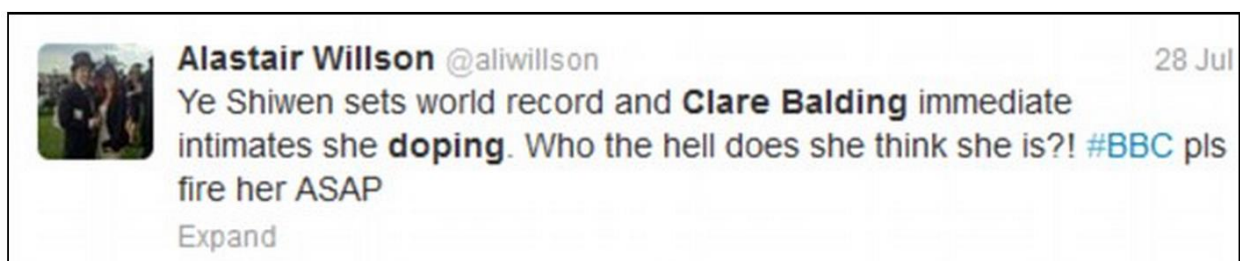 Alastair Willson @aliwillson 28 Jul
Ye Shiwen sets world record and Clare Balding immediate
intimates she doping. Who the hell does she think she is?! #BBC pls
fire her ASAP
Expand